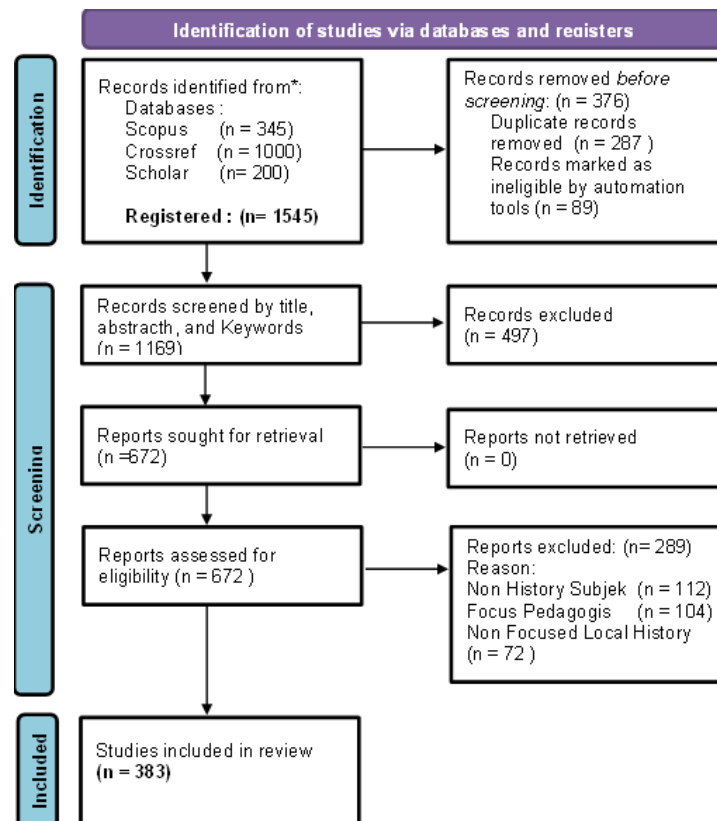 Identification of studies via databases and registers
Identification
Records identified from*:
Databases :
Scopus (n = 345)
Crossref (n = 1000)
Scholar (n= 200)
Registered : (n= 1545)
Records removed before
screening: (n = 376)
Duplicate records
removed (n = 287 )
Records marked as
ineligible by automation
tools (n = 89)
Screening
Records screened by title,
abstracth, and Keywords
(n = 1169)
Records excluded
(n = 497)
Reports sought for retrieval
(n =672)
Reports not retrieved
(n = 0)
Reports assessed for
eligibility (n = 672 )
Reports excluded: (n= 289)
Reason:
Non History Subjek (n = 112)
Focus Pedagogis (n = 104)
Non Focused Local History
(n = 72 )
Included
Studies included in review
(n = 383)